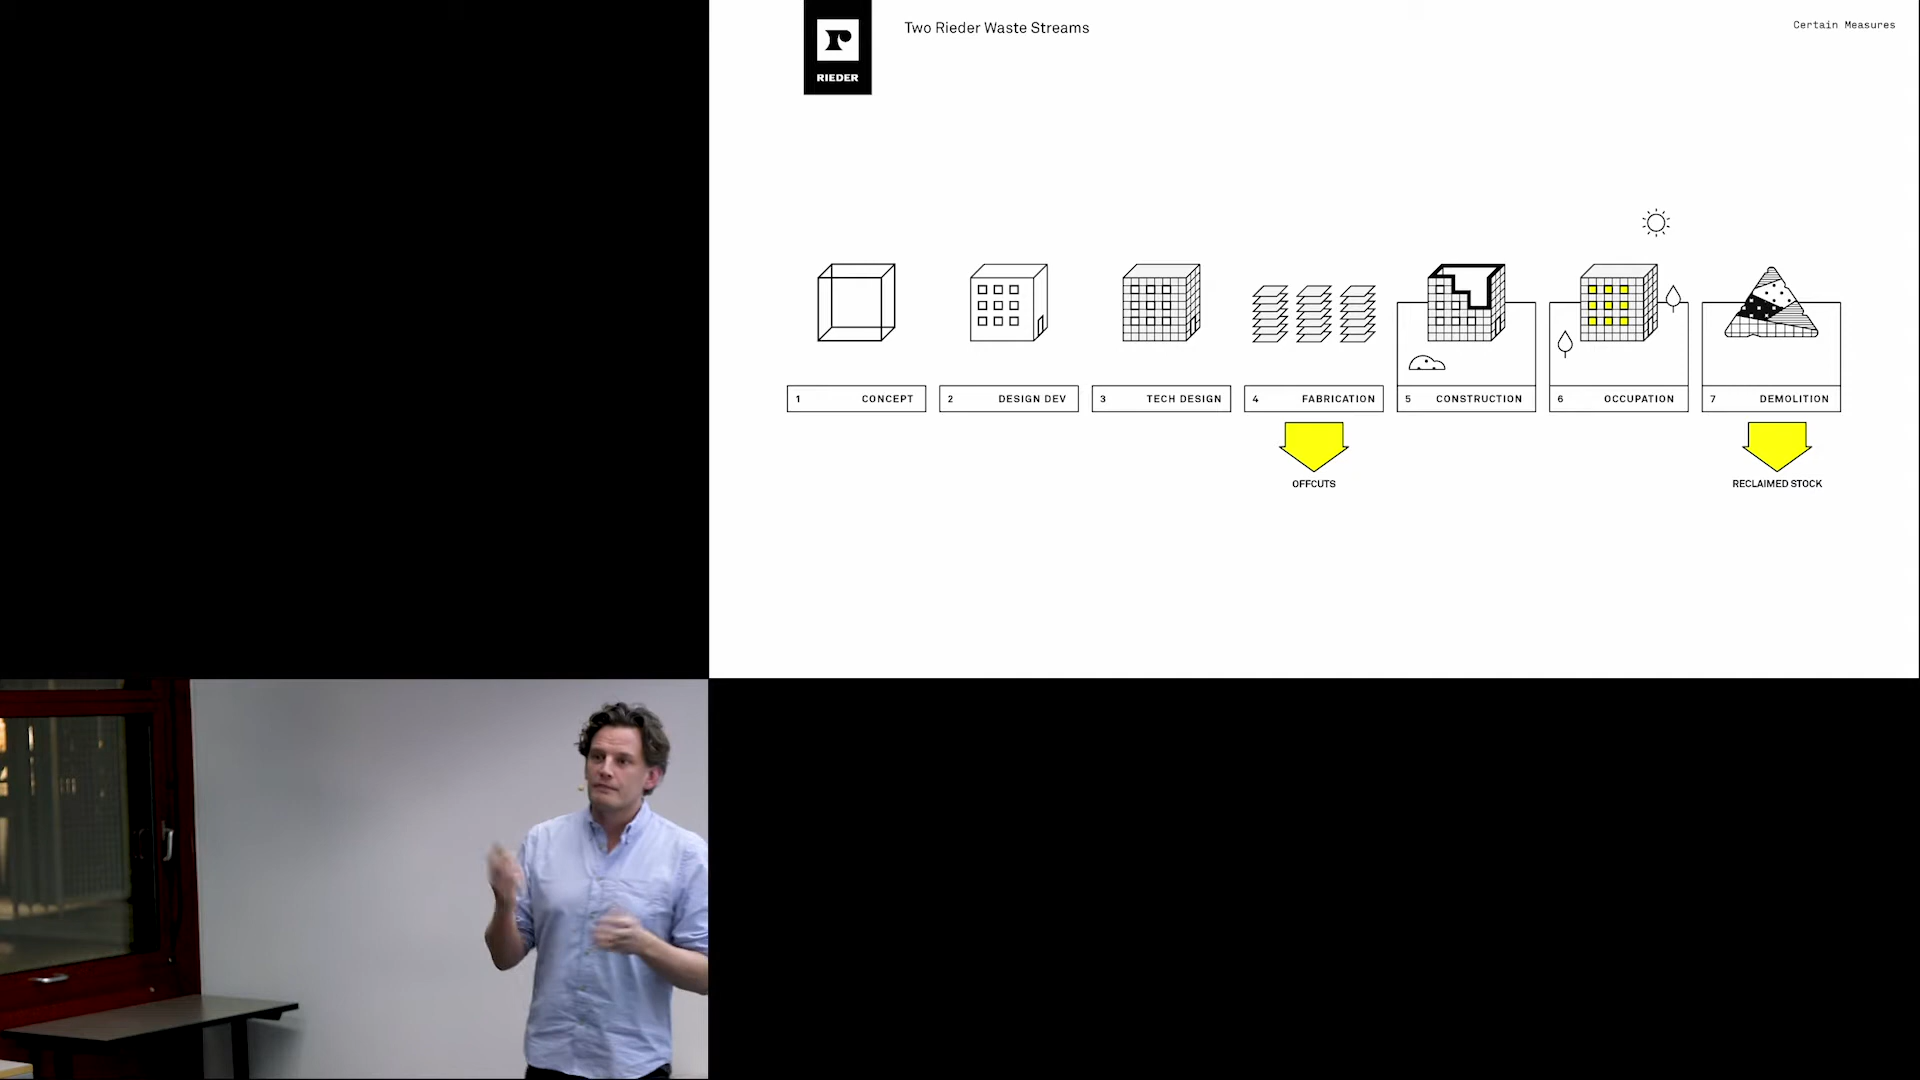 RIEDER
Two Rieder Waste Streams
Certain Measures
1 CONCEPT
2 DESIGN DEV
3 TECH DESIGN
4 FABRICATION
5 CONSTRUCTION
6 OCCUPATION
7 DEMOLITION
OFFCUTS
RECLAIMED STOCK